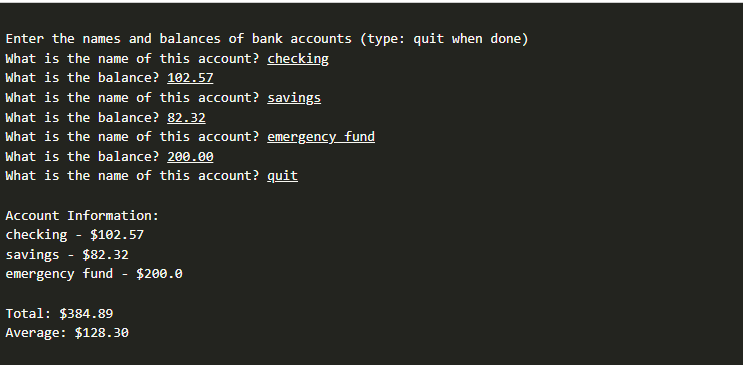 Enter the names and balances of bank accounts (type: quit when done)
What is the name of this account? checking
What is the balance? 102.57
What is the name of this account? savings
What is the balance? 82.32
What is the name of this account? emergency fund
What is the balance? 200.00
What is the name of this account? quit
Account Information:
checking - $102.57
savings - $82.32
emergency fund - $200.0
Total: $384.89
Average: $128.30